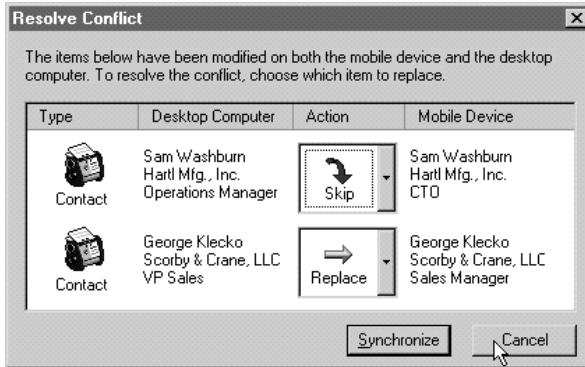 Resolve Conflict
The items below have been modified on both the mobile device and the desktop
computer. To resolve the conflict, choose which item to replace.
Type Desktop Computer Action Mobile Device
Sam Washburn
Hartl Mfg., Inc.
Operations Manager
Contact
Skip
Sam Washburn
Hartl Mfg., Inc.
CTO
George Klecko
Scorby & Crane, LLC
VP Sales
Contact
Replace
George Klecko
Scorby & Crane, LLC
Sales Manager
Synchronize Cancel